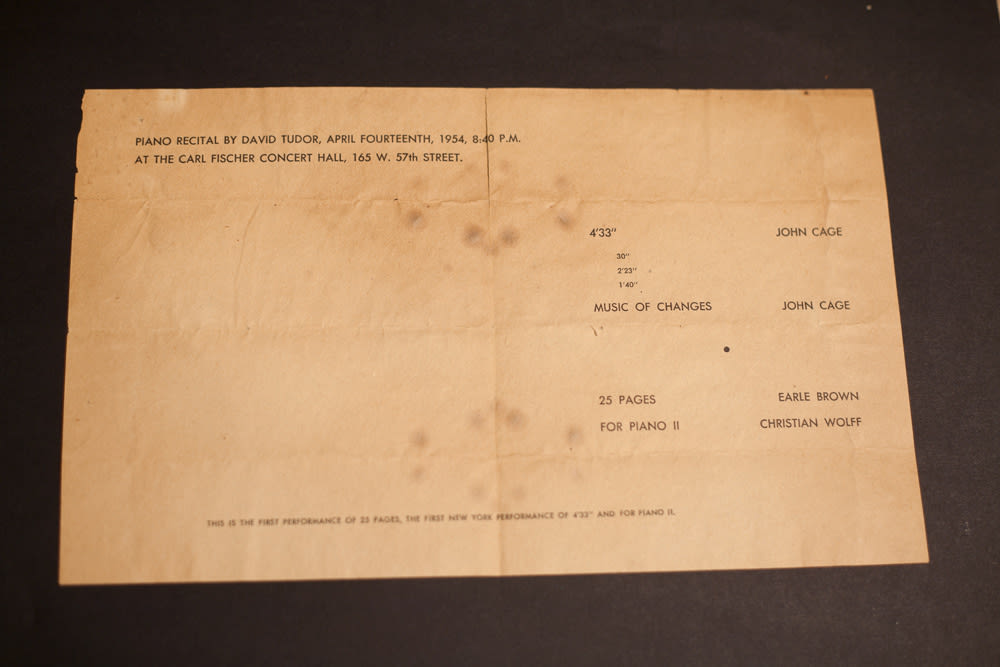 PIANO RECITAL BY DAVID TUDOR, APRIL FOURTEENTH, 1954, 8:40 P.M.
AT THE CARL FISCHER CONCERT HALL, 165 W. 57th STREET.
4'33" JOHN CAGE
30"
2'23"
1'40"
MUSIC OF CHANGES JOHN CAGE
25 PAGES EARLE BROWN
FOR PIANO II CHRISTIAN WOLFF
THIS IS THE FIRST PERFORMANCE OF 25 PAGES, THE FIRST NEW YORK PERFORMANCE OF 4'33" AND FOR PIANO II.